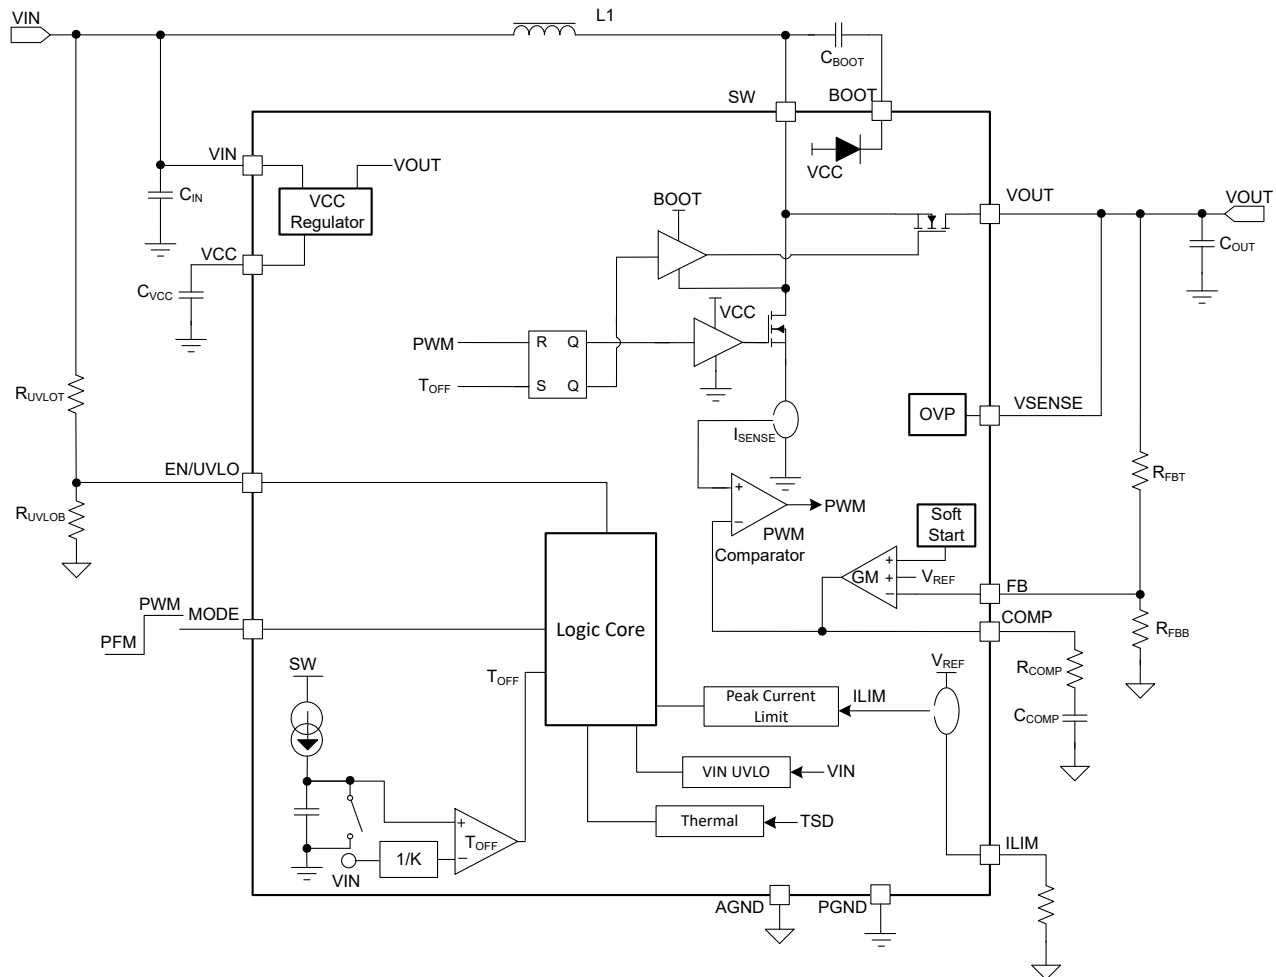 VIN
L1
CBOOT
SW
BOOT
VCC
VIN
VOUT
CIN
VCC
Regulator
BOOT
VOUT
VOUT
COUT
VCC
CVCC
VCC
PWM
R Q
TOFF
S Q
RUVLOT
OVP
VSENSE
ISENSE
EN/UVLO
RFBT
RUVLOB
+
−
PWM
PWM
Comparator
Soft
Start
+
GM
+
VREF
−
FB
COMP
RFBB
PWM
MODE
PFM
Logic Core
SW
TOFF
VREF
RCOMP
Peak Current
Limit
ILIM
CCOMP
VIN UVLO
VIN
Thermal
TSD
+
TOFF
−
1/K
VIN
ILIM
AGND
PGND